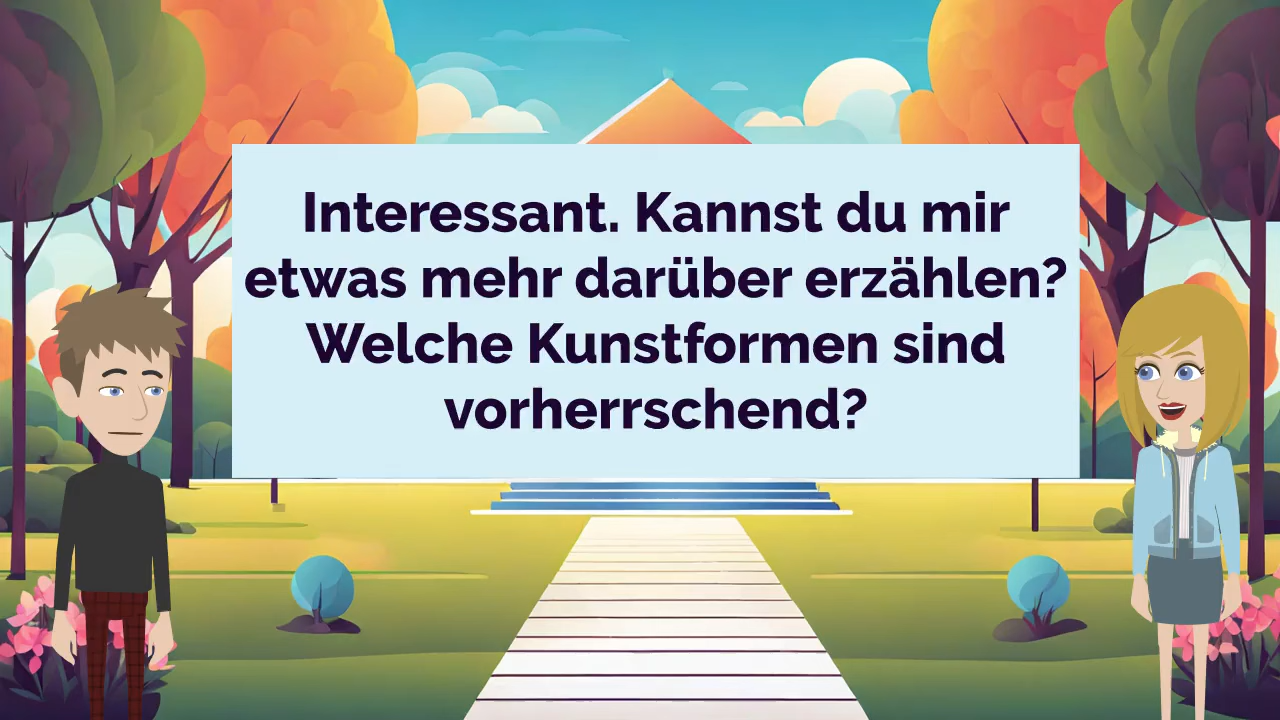 Interessant. Kannst du mir
etwas mehr darüber erzählen?
Welche Kunstformen sind
vorherrschend?